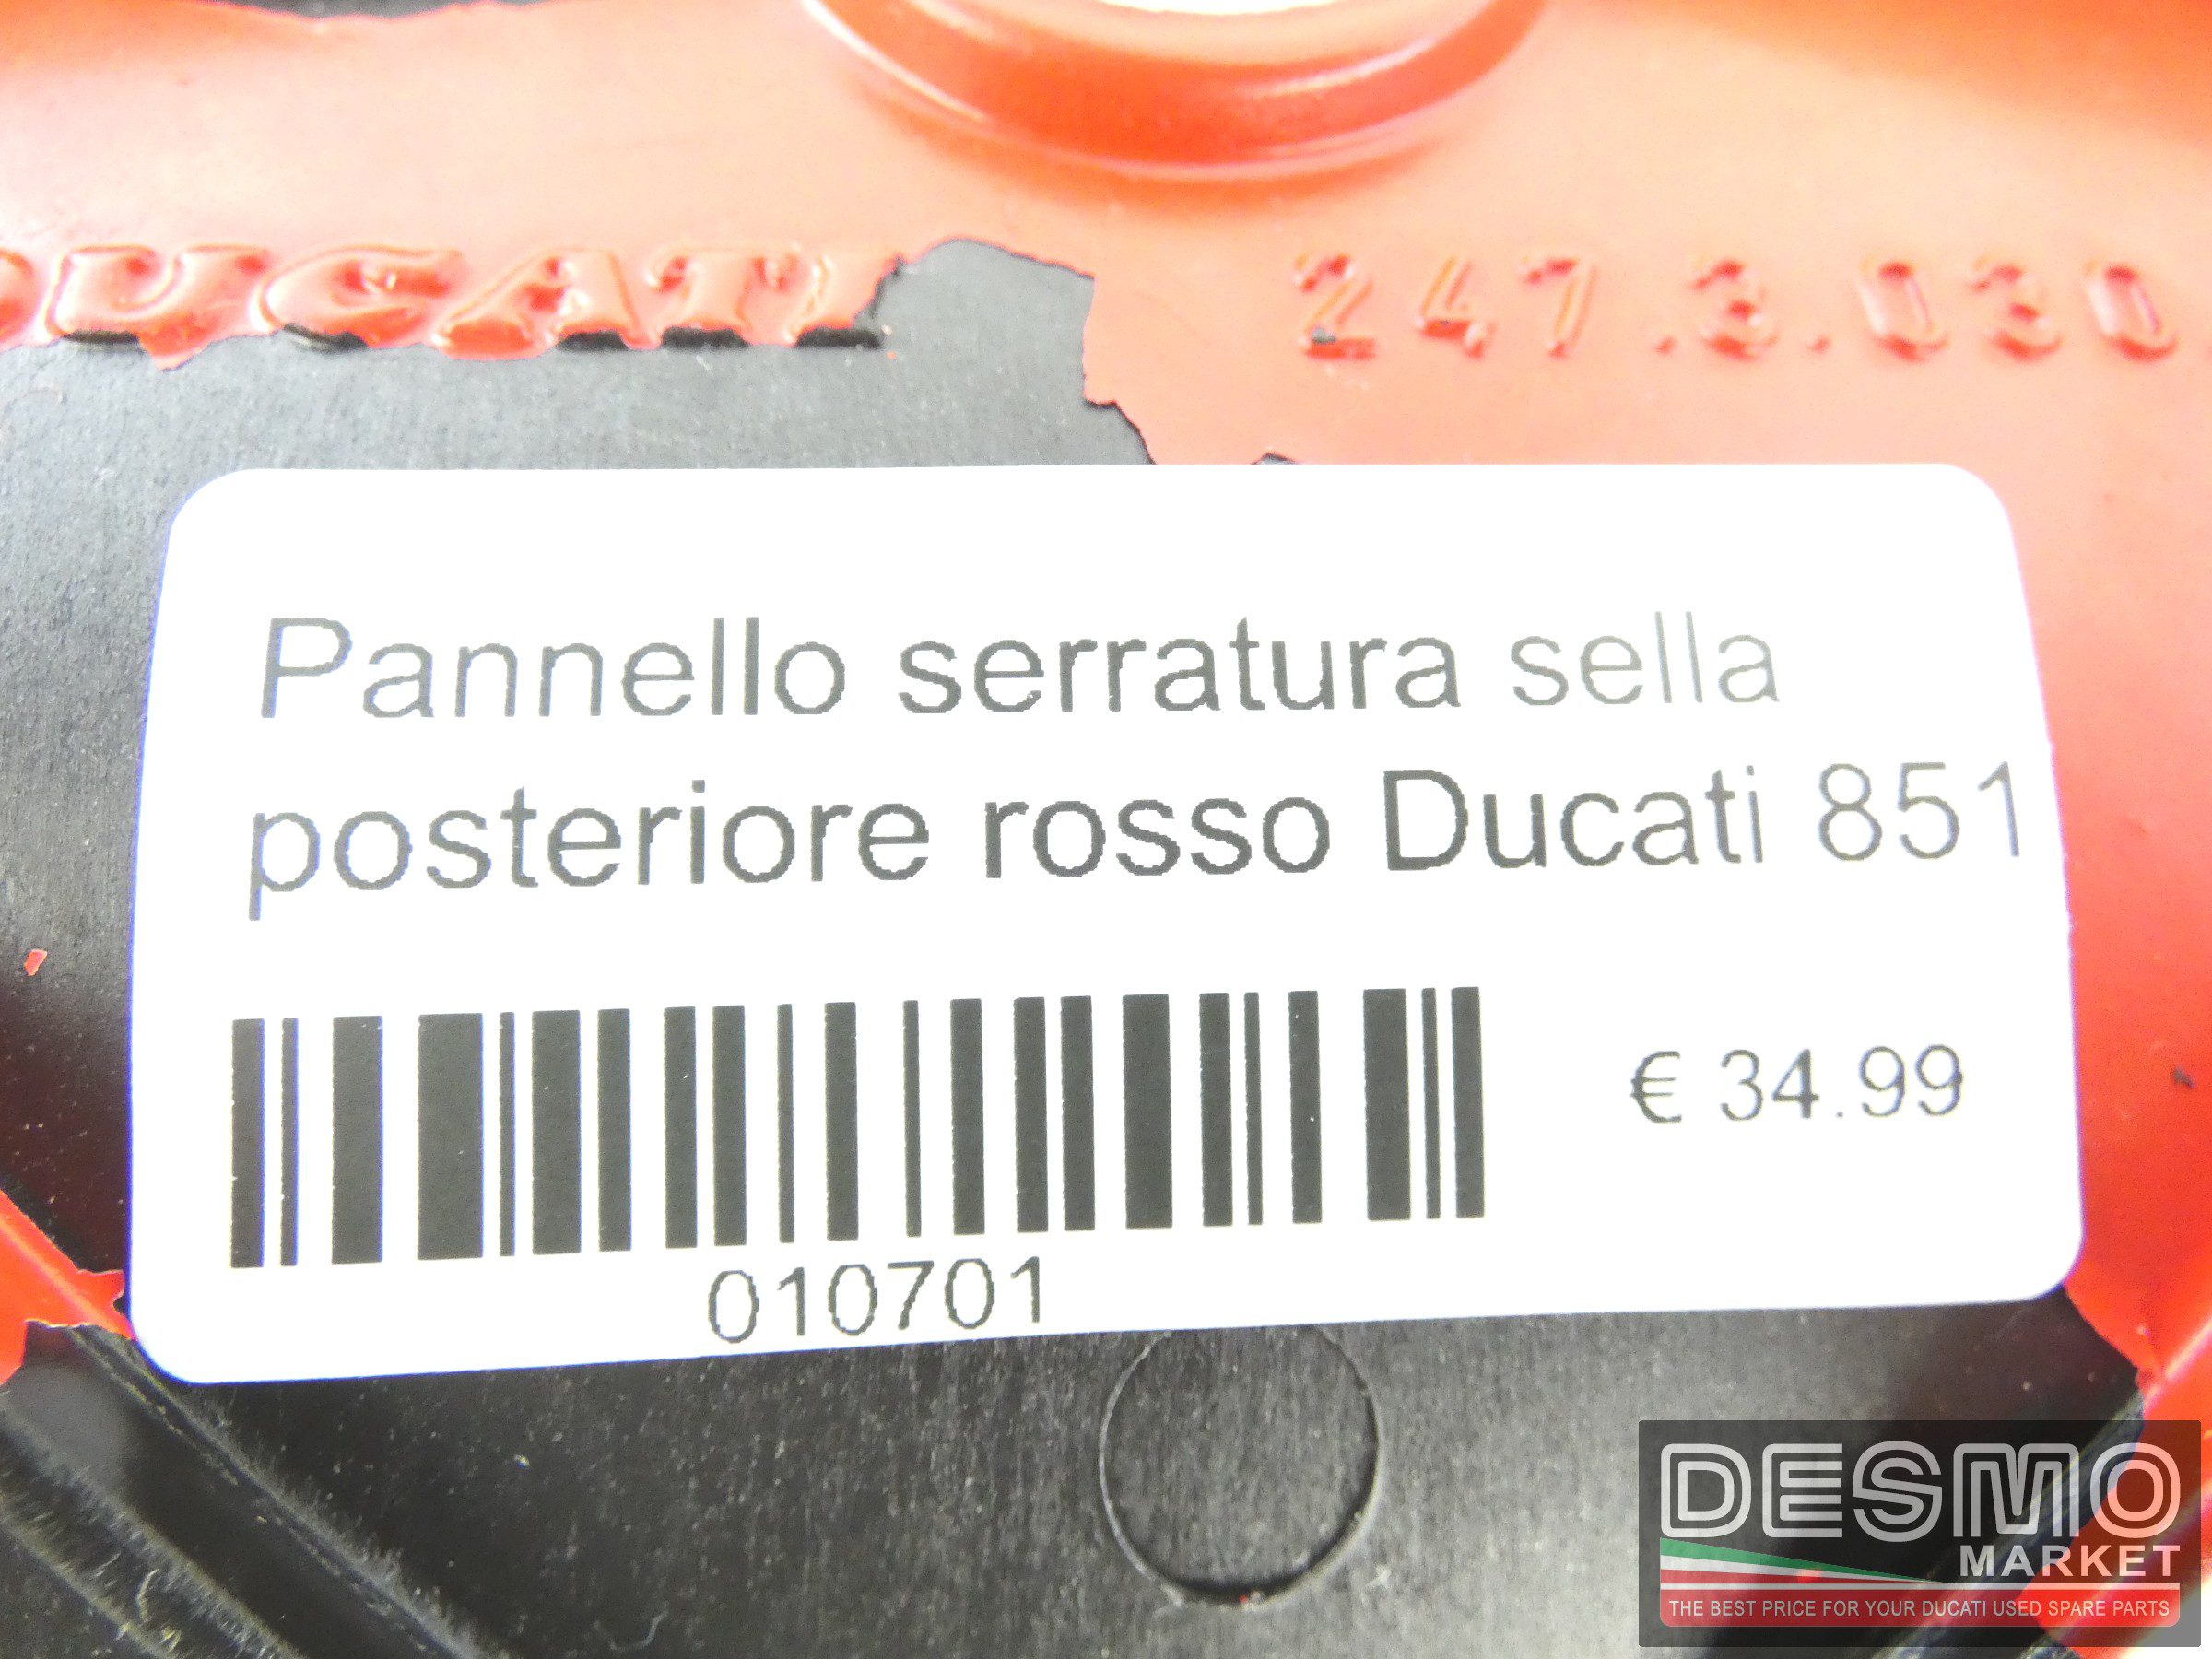 DUCATI 247.3.030.
Pannello serratura sella
posteriore rosso Ducati 851
€ 34.99
010701
DESMO
MARKET
THE BEST PRICE FOR YOUR DUCATI USED SPARE PARTS